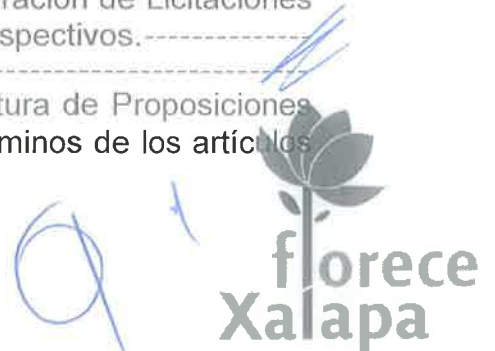 ración de Licitaciones
spectivos.-------------
------------------------------
tura de Proposiciones
minos de los artículos
florece
Xalapa